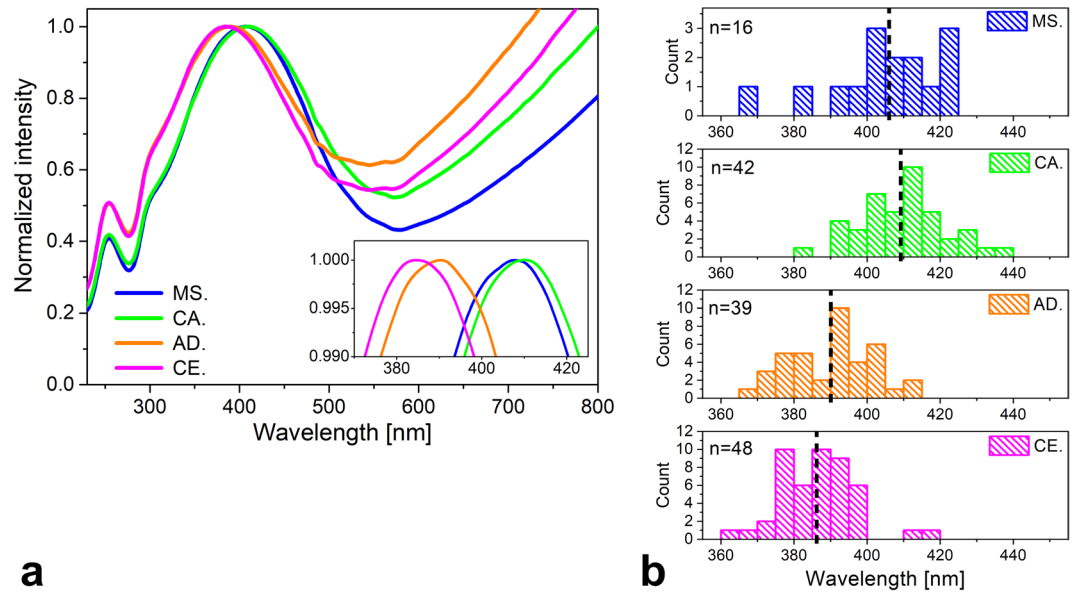 1.0
0.8
0.6
0.4
0.2
0.0
Normalized intensity
300 400 500 600 700 800
Wavelength [nm]
MS.
CA.
AD.
CE.
1.000
0.995
0.990
380 400 420
a
n=16
MS.
3
2
1
0
Count
360 380 400 420 440
n=42
CA.
12
10
8
6
4
2
0
Count
360 380 400 420 440
n=39
AD.
12
10
8
6
4
2
0
Count
360 380 400 420 440
n=48
CE.
12
10
8
6
4
2
0
Count
360 380 400 420 440
Wavelength [nm]
b